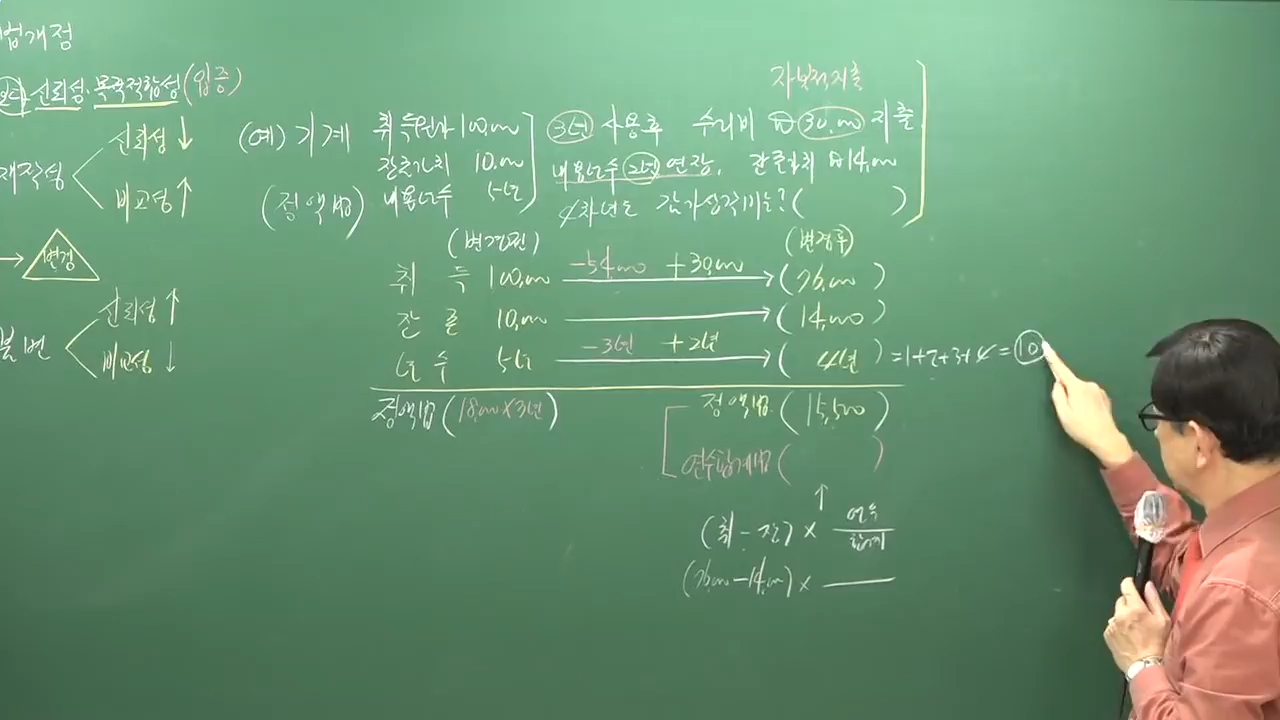 법개정
보다 신뢰성·목적적합성 (입증)
재작성
신뢰성 ↓
비교성 ↑
→ 변경
불변
신뢰성 ↑
비교성 ↓
(예) 기계
(정액법)
취득원가 100,000
잔존가치 10,000
내용년수 5년
자본적지출
3년 사용후 수리비 ₩30,000 지출
내용년수 2년 연장, 잔존가치 ₩14,000
4차년도 감가상각비는? ( )
(변경전) (변경후)
취득 100,000 -54,000 +30,000 (76,000)
잔존 10,000 (14,000)
년수 5년 -3년 +2년 (4년) =1+2+3+4=10
정액법 (18,000×3년) 정액법 (15,500)
연수합계법 ( )
↑
(취-잔) × 연수/합계
(76,000-14,000) ×